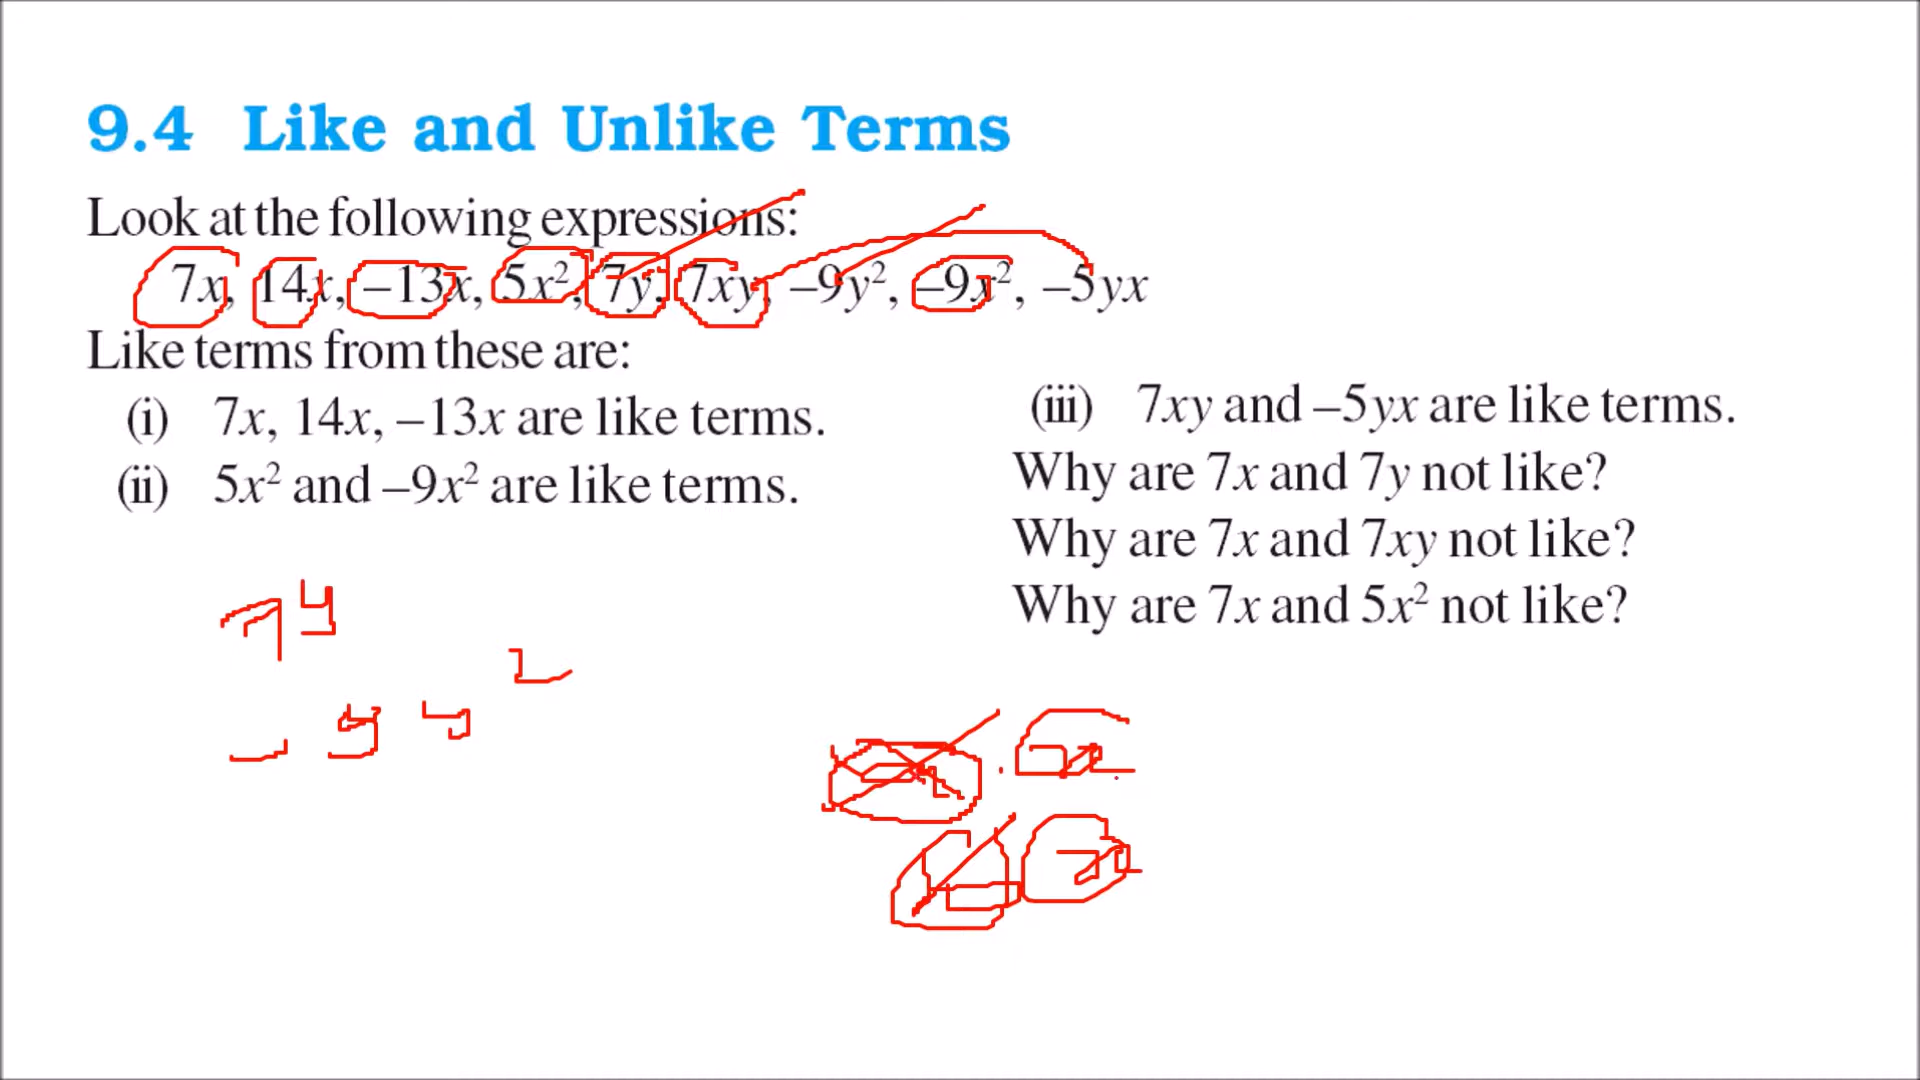 9.4 Like and Unlike Terms
Look at the following expressions:
7x, 14x, –13x, 5x², 7y, 7xy, –9y², –9x², –5yx
Like terms from these are:
(i) 7x, 14x, –13x are like terms.
(ii) 5x² and –9x² are like terms.
(iii) 7xy and –5yx are like terms.
Why are 7x and 7y not like?
Why are 7x and 7xy not like?
Why are 7x and 5x² not like?
7y